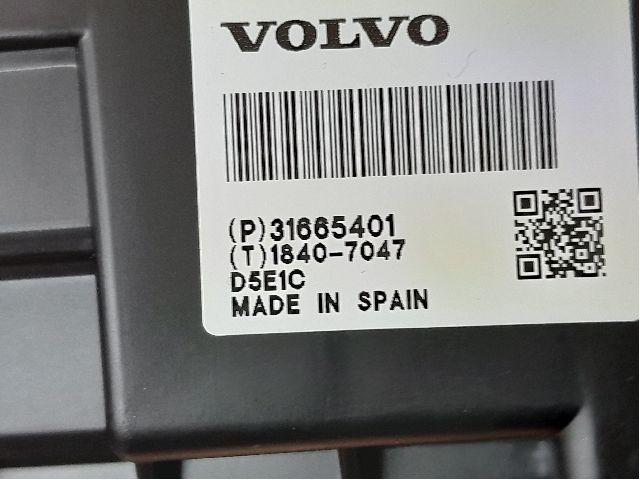 VOLVO
(P)31665401
(T)1840-7047
D5E1C
MADE IN SPAIN